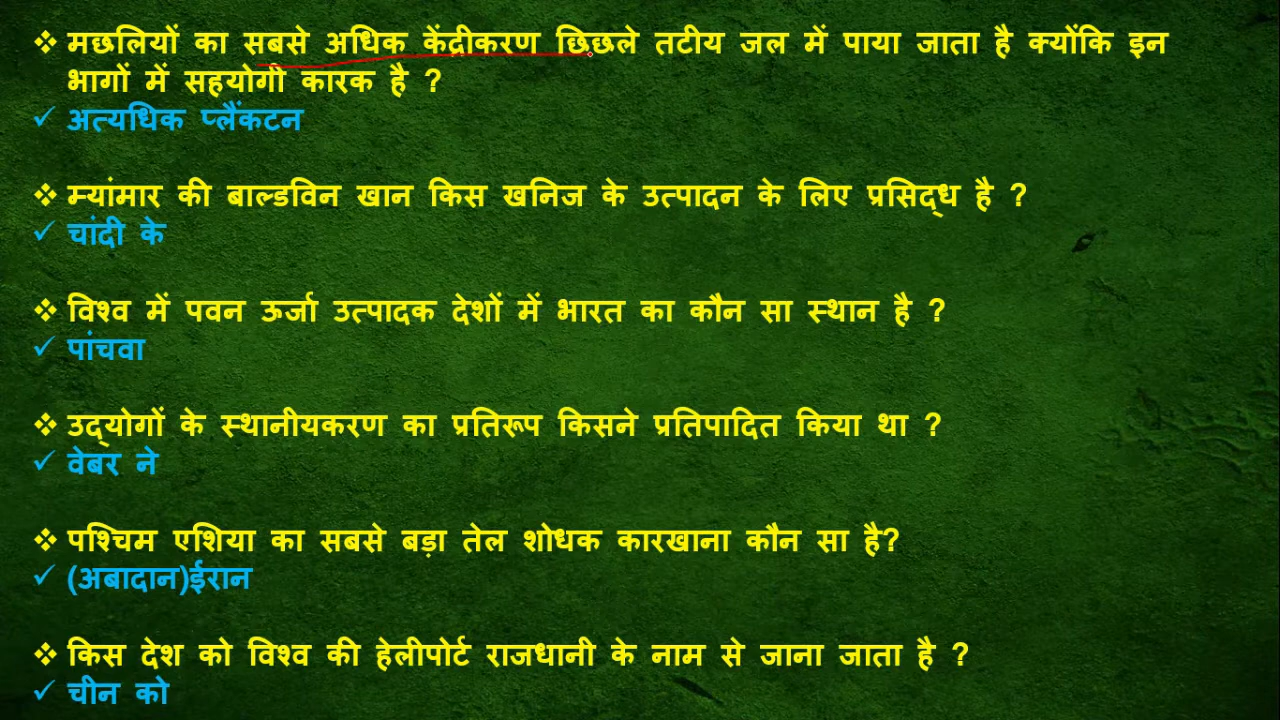 ❖ मछलियों का सबसे अधिक केंद्रीकरण छिछले तटीय जल में पाया जाता है क्योंकि इन
भागों में सहयोगी कारक है ?
✓ अत्यधिक प्लैंकटन
❖ म्यांमार की बाल्डविन खान किस खनिज के उत्पादन के लिए प्रसिद्ध है ?
✓ चांदी के
❖ विश्व में पवन ऊर्जा उत्पादक देशों में भारत का कौन सा स्थान है ?
✓ पांचवा
❖ उद्योगों के स्थानीयकरण का प्रतिरूप किसने प्रतिपादित किया था ?
✓ वेबर ने
❖ पश्चिम एशिया का सबसे बड़ा तेल शोधक कारखाना कौन सा है?
✓ (अबादान)ईरान
❖ किस देश को विश्व की हेलीपोर्ट राजधानी के नाम से जाना जाता है ?
✓ चीन को